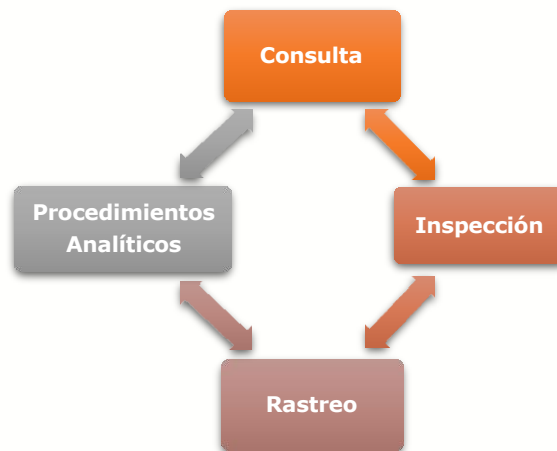 Consulta
Procedimientos
Analíticos
Inspección
Rastreo